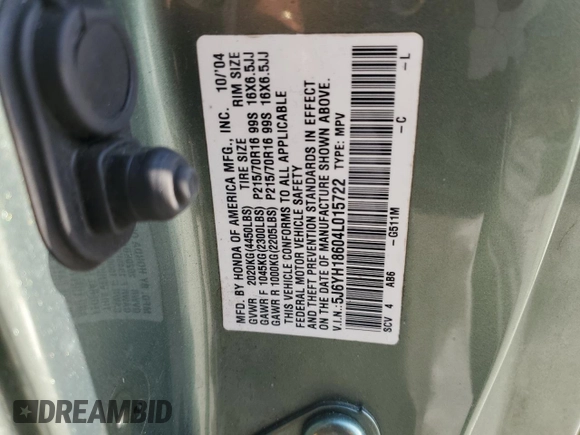 MFD. BY HONDA OF AMERICA MFG., INC. 10/'04
TIRE SIZE RIM SIZE
GVWR 2020KG(4450LBS)
GAWR F 1045KG(2300LBS) P215/70R16 99S 16X6.5JJ
GAWR R 1000KG(2205LBS) P215/70R16 99S 16X6.5JJ
THIS VEHICLE CONFORMS TO ALL APPLICABLE
FEDERAL MOTOR VEHICLE SAFETY
AND THEFT PREVENTION STANDARDS IN EFFECT
ON THE DATE OF MANUFACTURE SHOWN ABOVE.
V.I.N.:5J6YH18604L015722 TYPE: MPV
SCV 4 AB6 -G511M -C -L
DREAMBID